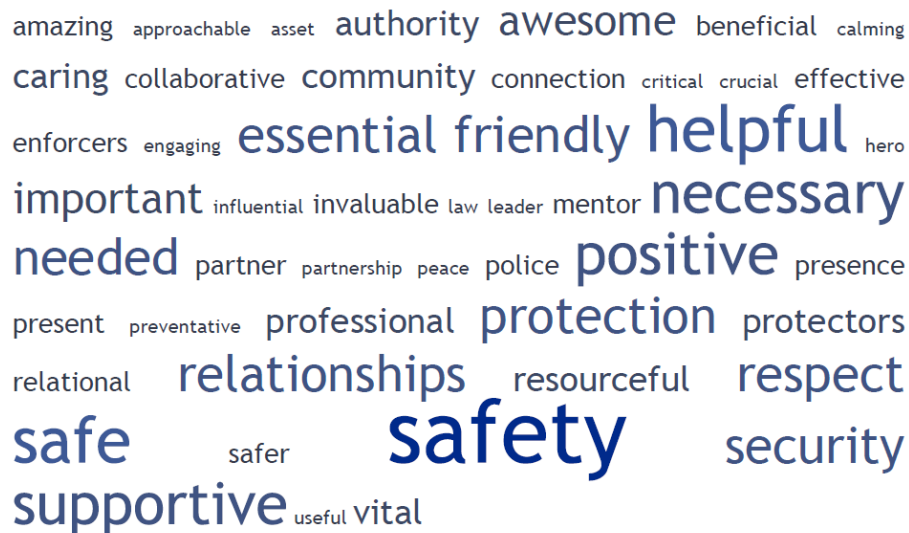 amazing approachable asset authority awesome beneficial calming
caring collaborative community connection critical crucial effective
enforcers engaging essential friendly helpful hero
important influential invaluable law leader mentor necessary
needed partner partnership peace police positive presence
present preventative professional protection protectors
relational relationships resourceful respect
safe safer safety security
supportive useful vital